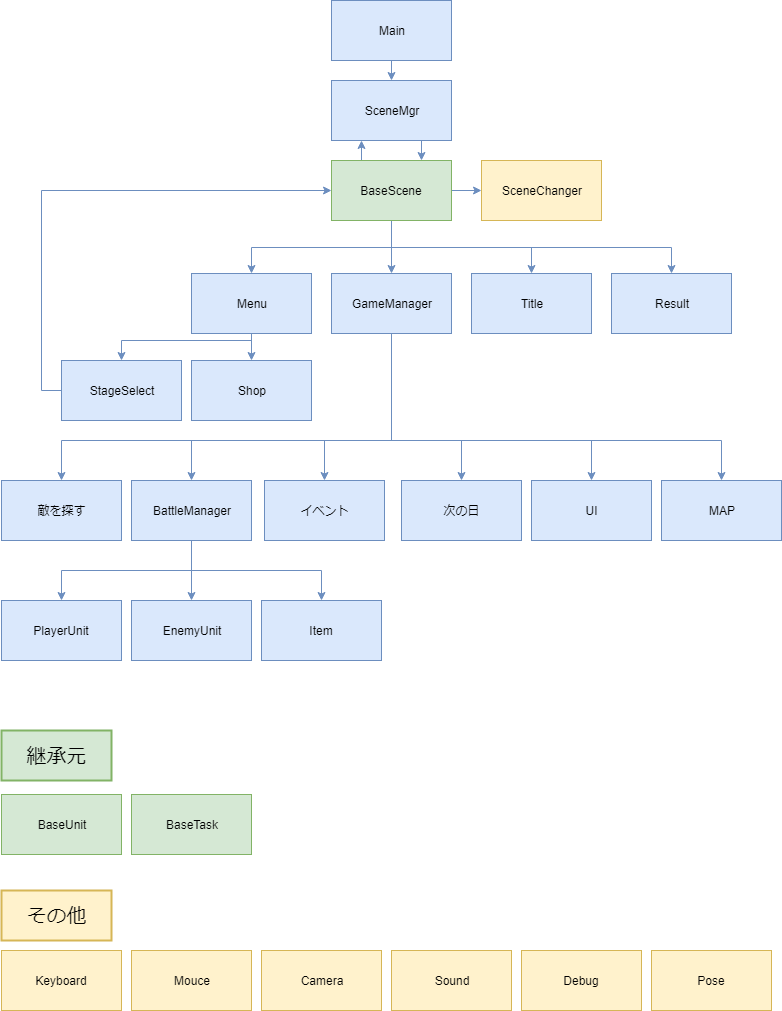 Main
SceneMgr
BaseScene
SceneChanger
Menu
GameManager
Title
Result
StageSelect
Shop
敵を探す
BattleManager
イベント
次の日
UI
MAP
PlayerUnit
EnemyUnit
Item
継承元
BaseUnit
BaseTask
その他
Keyboard
Mouce
Camera
Sound
Debug
Pose